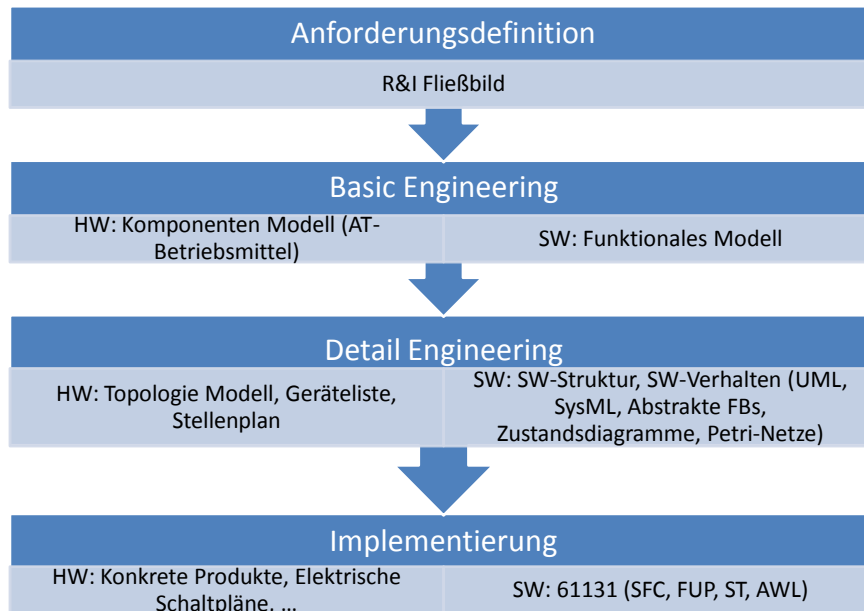 Anforderungsdefinition
R&I Fließbild
Basic Engineering
HW: Komponenten Modell (AT-
Betriebsmittel)
SW: Funktionales Modell
Detail Engineering
HW: Topologie Modell, Geräteliste,
Stellenplan
SW: SW-Struktur, SW-Verhalten (UML,
SysML, Abstrakte FBs,
Zustandsdiagramme, Petri-Netze)
Implementierung
HW: Konkrete Produkte, Elektrische
Schaltpläne, ...
SW: 61131 (SFC, FUP, ST, AWL)